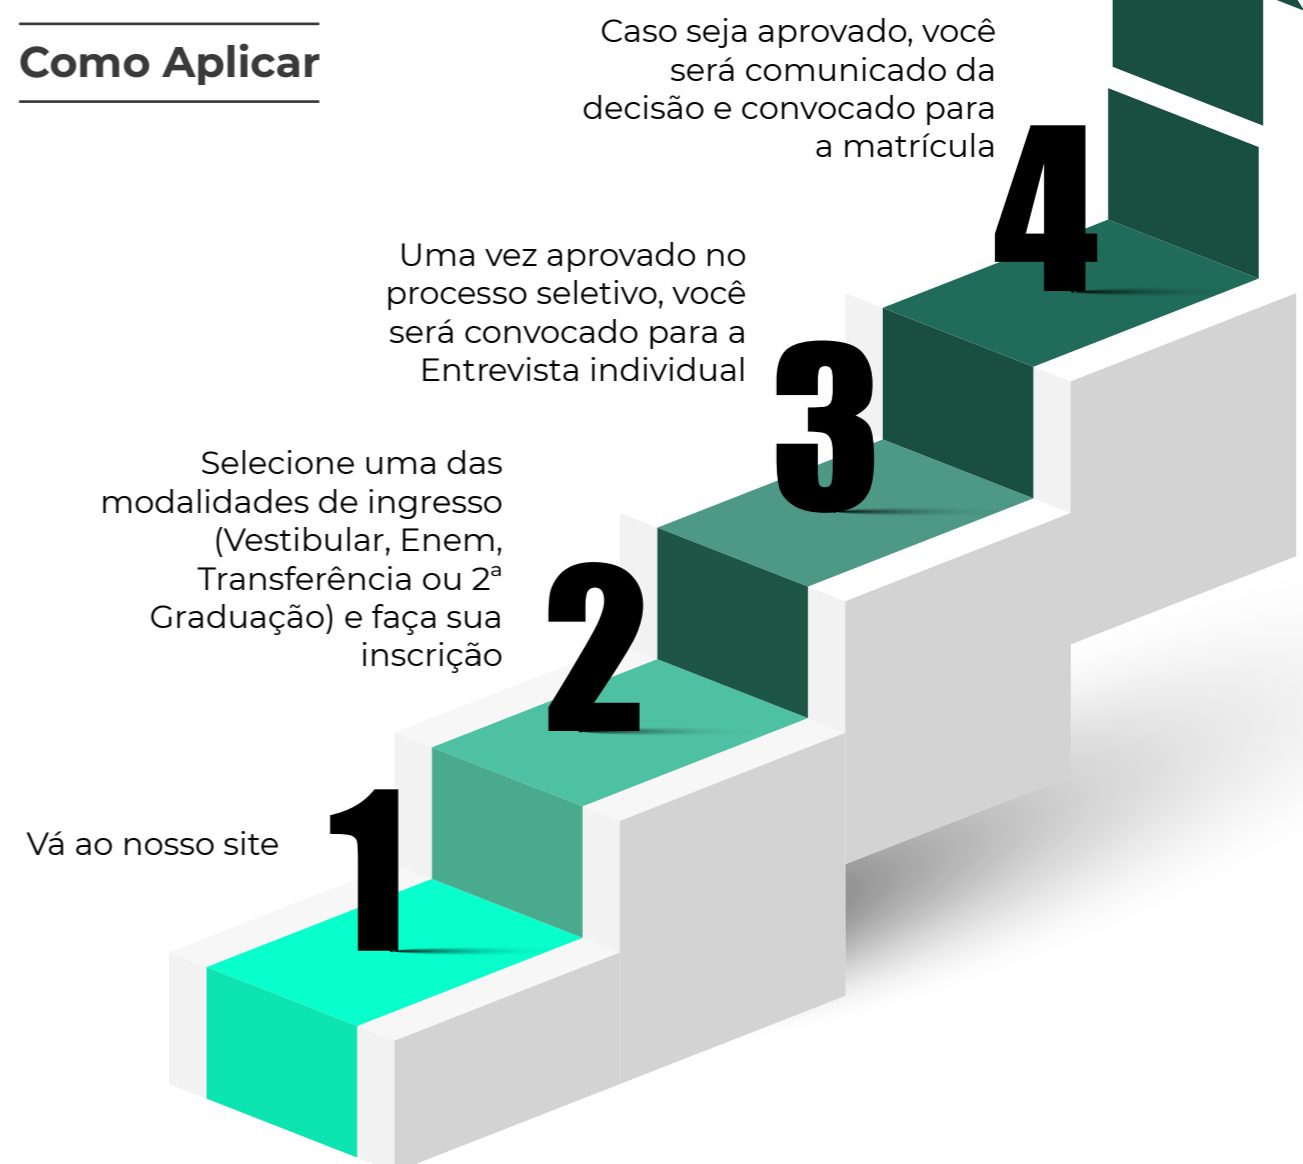 Como Aplicar
Caso seja aprovado, você
será comunicado da
decisão e convocado para
a matrícula
4
Uma vez aprovado no
processo seletivo, você
será convocado para a
Entrevista individual
3
Selecione uma das
modalidades de ingresso
(Vestibular, Enem,
Transferência ou 2ª
Graduação) e faça sua
inscrição
2
Vá ao nosso site
1